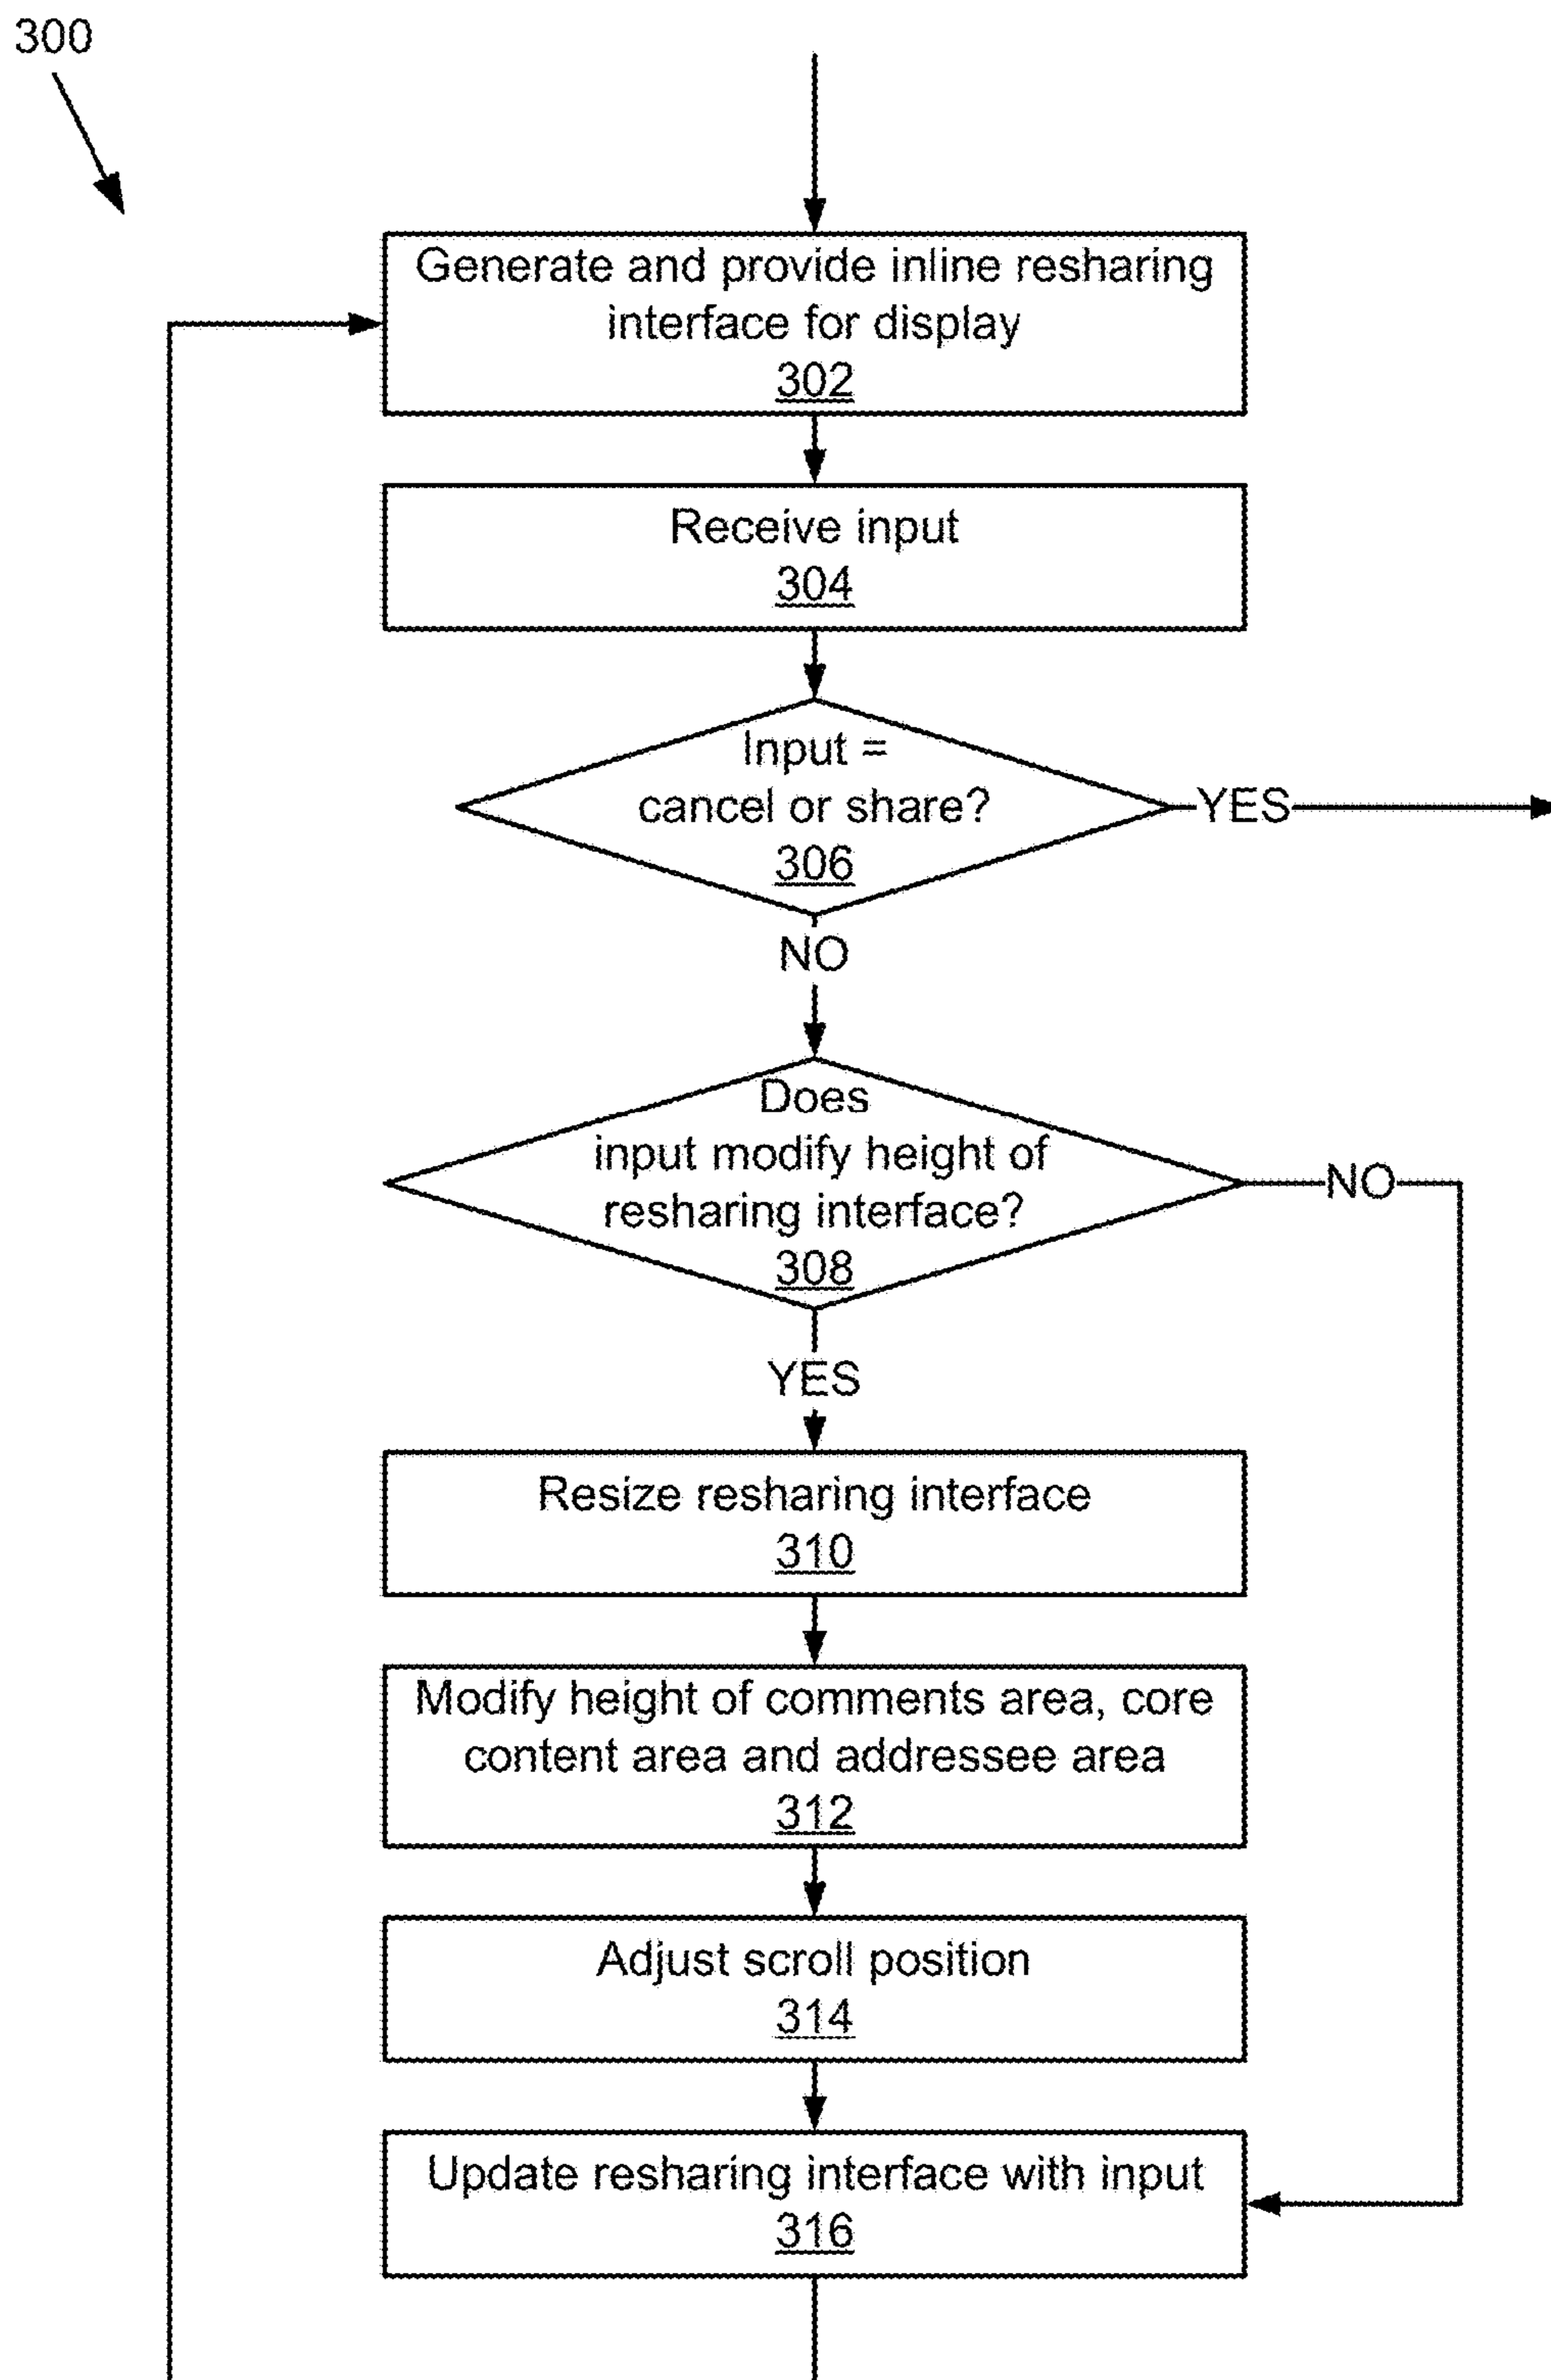 300
Generate and provide inline resharing
interface for display
302
Receive input
304
Input =
cancel or share?
306
YES
NO
Does
input modify height of
resharing interface?
308
NO
YES
Resize resharing interface
310
Modify height of comments area, core
content area and addressee area
312
Adjust scroll position
314
Update resharing interface with input
316